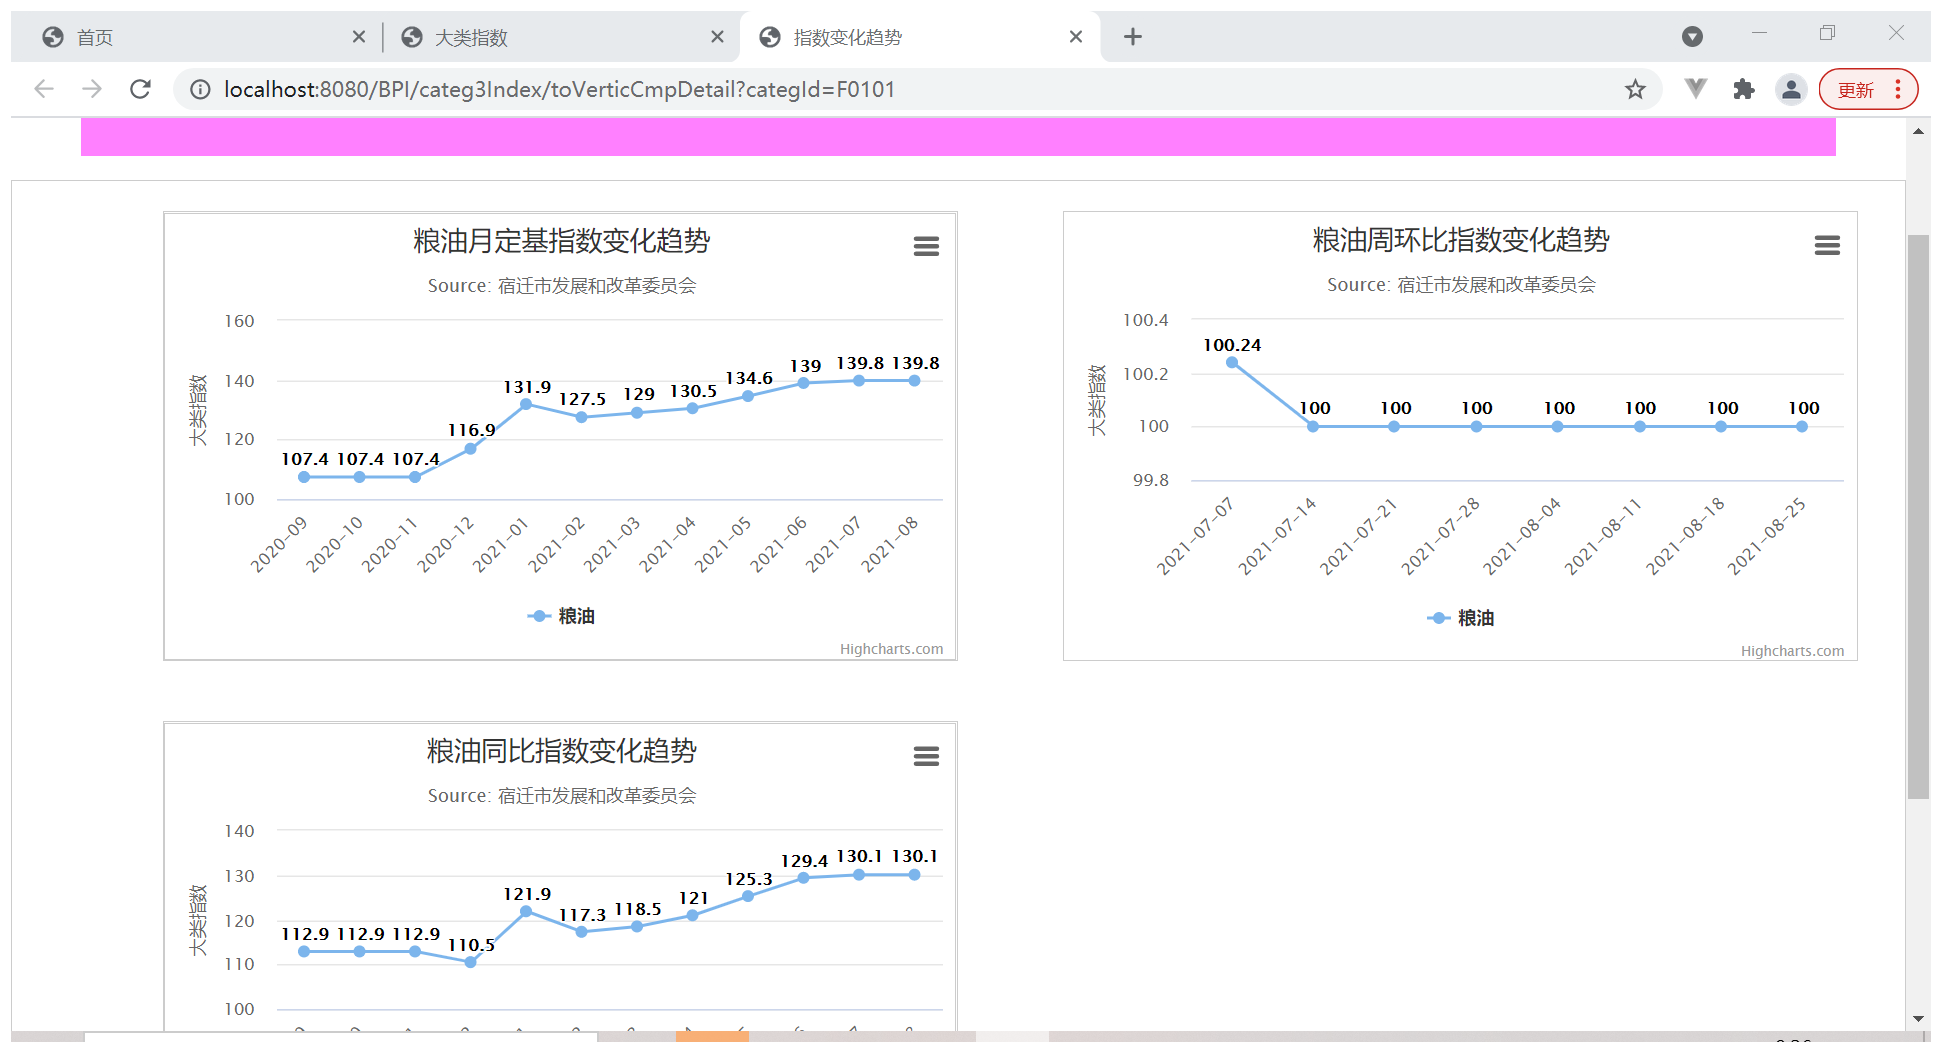 首页
大类指数
指数变化趋势
localhost:8080/BPI/categ3Index/toVerticCmpDetail?categId=F0101
更新
粮油月定基指数变化趋势
Source: 宿迁市发展和改革委员会
大类指数
160
140
120
100
107.4 107.4 107.4 116.9 131.9 127.5 129 130.5 134.6 139 139.8 139.8
2020-09 2020-10 2020-11 2020-12 2021-01 2021-02 2021-03 2021-04 2021-05 2021-06 2021-07 2021-08
粮油
Highcharts.com
粮油周环比指数变化趋势
Source: 宿迁市发展和改革委员会
大类指数
100.4
100.2
100
99.8
100.24 100 100 100 100 100 100 100
2021-07-07 2021-07-14 2021-07-21 2021-07-28 2021-08-04 2021-08-11 2021-08-18 2021-08-25
粮油
Highcharts.com
粮油同比指数变化趋势
Source: 宿迁市发展和改革委员会
大类指数
140
130
120
110
100
112.9 112.9 112.9 110.5 121.9 117.3 118.5 121 125.3 129.4 130.1 130.1